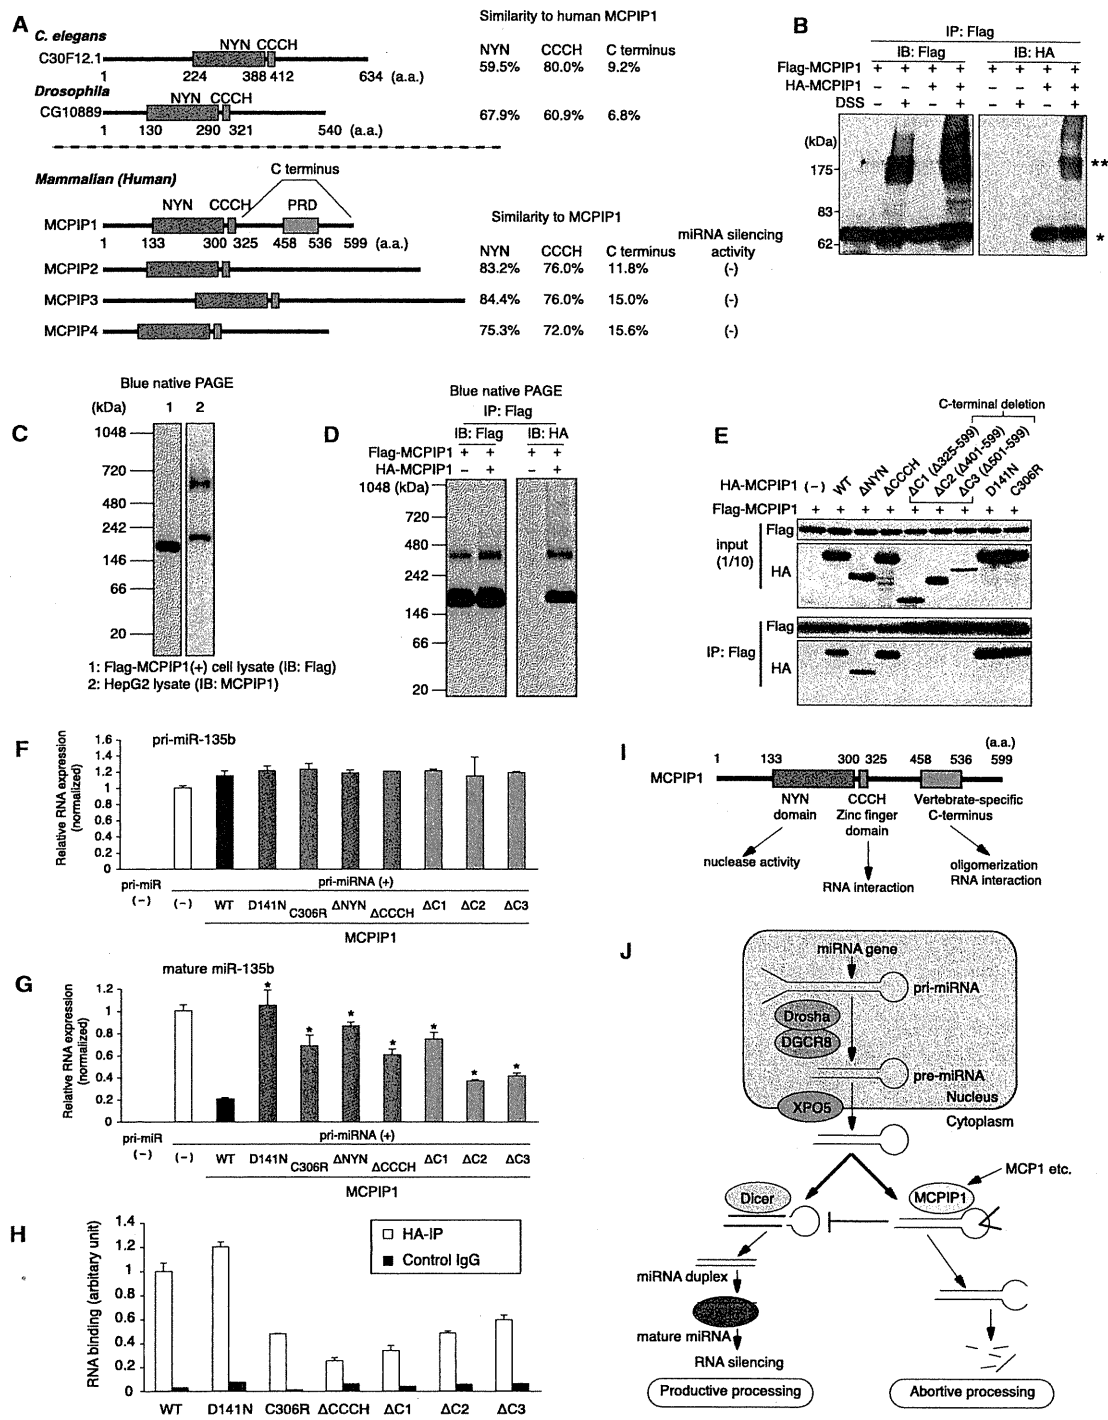 A
Similarity to human MCPIP1
C. elegans
NYN CCCH
NYN CCCH C terminus
C30F12.1
59.5% 80.0% 9.2%
1 224 388 412 634 (a.a.)
Drosophila
NYN CCCH
CG10889
67.9% 60.9% 6.8%
1 130 290 321 540 (a.a.)
C terminus
Mammalian (Human)
NYN CCCH PRD
MCPIP1
1 133 300 325 458 536 599 (a.a.)
Similarity to MCPIP1
miRNA silencing
activity
NYN CCCH C terminus
MCPIP2 83.2% 76.0% 11.8% (-)
MCPIP3 84.4% 76.0% 15.0% (-)
MCPIP4 75.3% 72.0% 15.6% (-)
B
IP: Flag
IB: Flag IB: HA
Flag-MCPIP1 + + + + + + + +
HA-MCPIP1 − − + + − − + +
DSS − + − + − + − +
(kDa)
175
83
62
**
*
C
Blue native PAGE
(kDa) 1 2
1048
720
480
242
146
66
20
1: Flag-MCPIP1(+) cell lysate (IB: Flag)
2: HepG2 lysate (IB: MCPIP1)
D
Blue native PAGE
IP: Flag
IB: Flag IB: HA
Flag-MCPIP1 + + + +
HA-MCPIP1 − + − +
1048 (kDa)
720
480
242
146
66
20
E
C-terminal deletion
HA-MCPIP1 (−) WT ΔNYN ΔCCCH ΔC1 (Δ325-599) ΔC2 (Δ401-599) ΔC3 (Δ501-599) D141N C306R
Flag-MCPIP1 + + + + + + + + +
input
(1/10)
Flag
HA
IP: Flag
Flag
HA
F
pri-miR-135b
Relative RNA expression
(normalized)
1.6
1.4
1.2
1
0.8
0.6
0.4
0.2
0
pri-miR
(−)
pri-miRNA (+)
(−) WT D141N C306R ΔNYN ΔCCCH ΔC1 ΔC2 ΔC3
MCPIP1
G
mature miR-135b
Relative RNA expression
(normalized)
1.2
1
0.8
0.6
0.4
0.2
0
* * * * * * *
pri-miR
(−)
pri-miRNA (+)
(−) WT D141N C306R ΔNYN ΔCCCH ΔC1 ΔC2 ΔC3
MCPIP1
H
RNA binding (arbitary unit)
1.4
1.2
1
0.8
0.6
0.4
0.2
0
HA-IP
Control IgG
WT D141N C306R ΔCCCH ΔC1 ΔC2 ΔC3
I
(a.a.)
1 133 300 325 458 536 599
MCPIP1
NYN
domain
CCCH
Zinc finger
domain
Vertebrate-specific
C-terminus
nuclease activity
RNA interaction
oligomerization
RNA interaction
J
miRNA gene
pri-miRNA
Drosha
DGCR8
pre-miRNA
Nucleus
XPO5
Cytoplasm
MCP1 etc.
Dicer
MCPIP1
miRNA duplex
mature miRNA
RNA silencing
Productive processing
Abortive processing